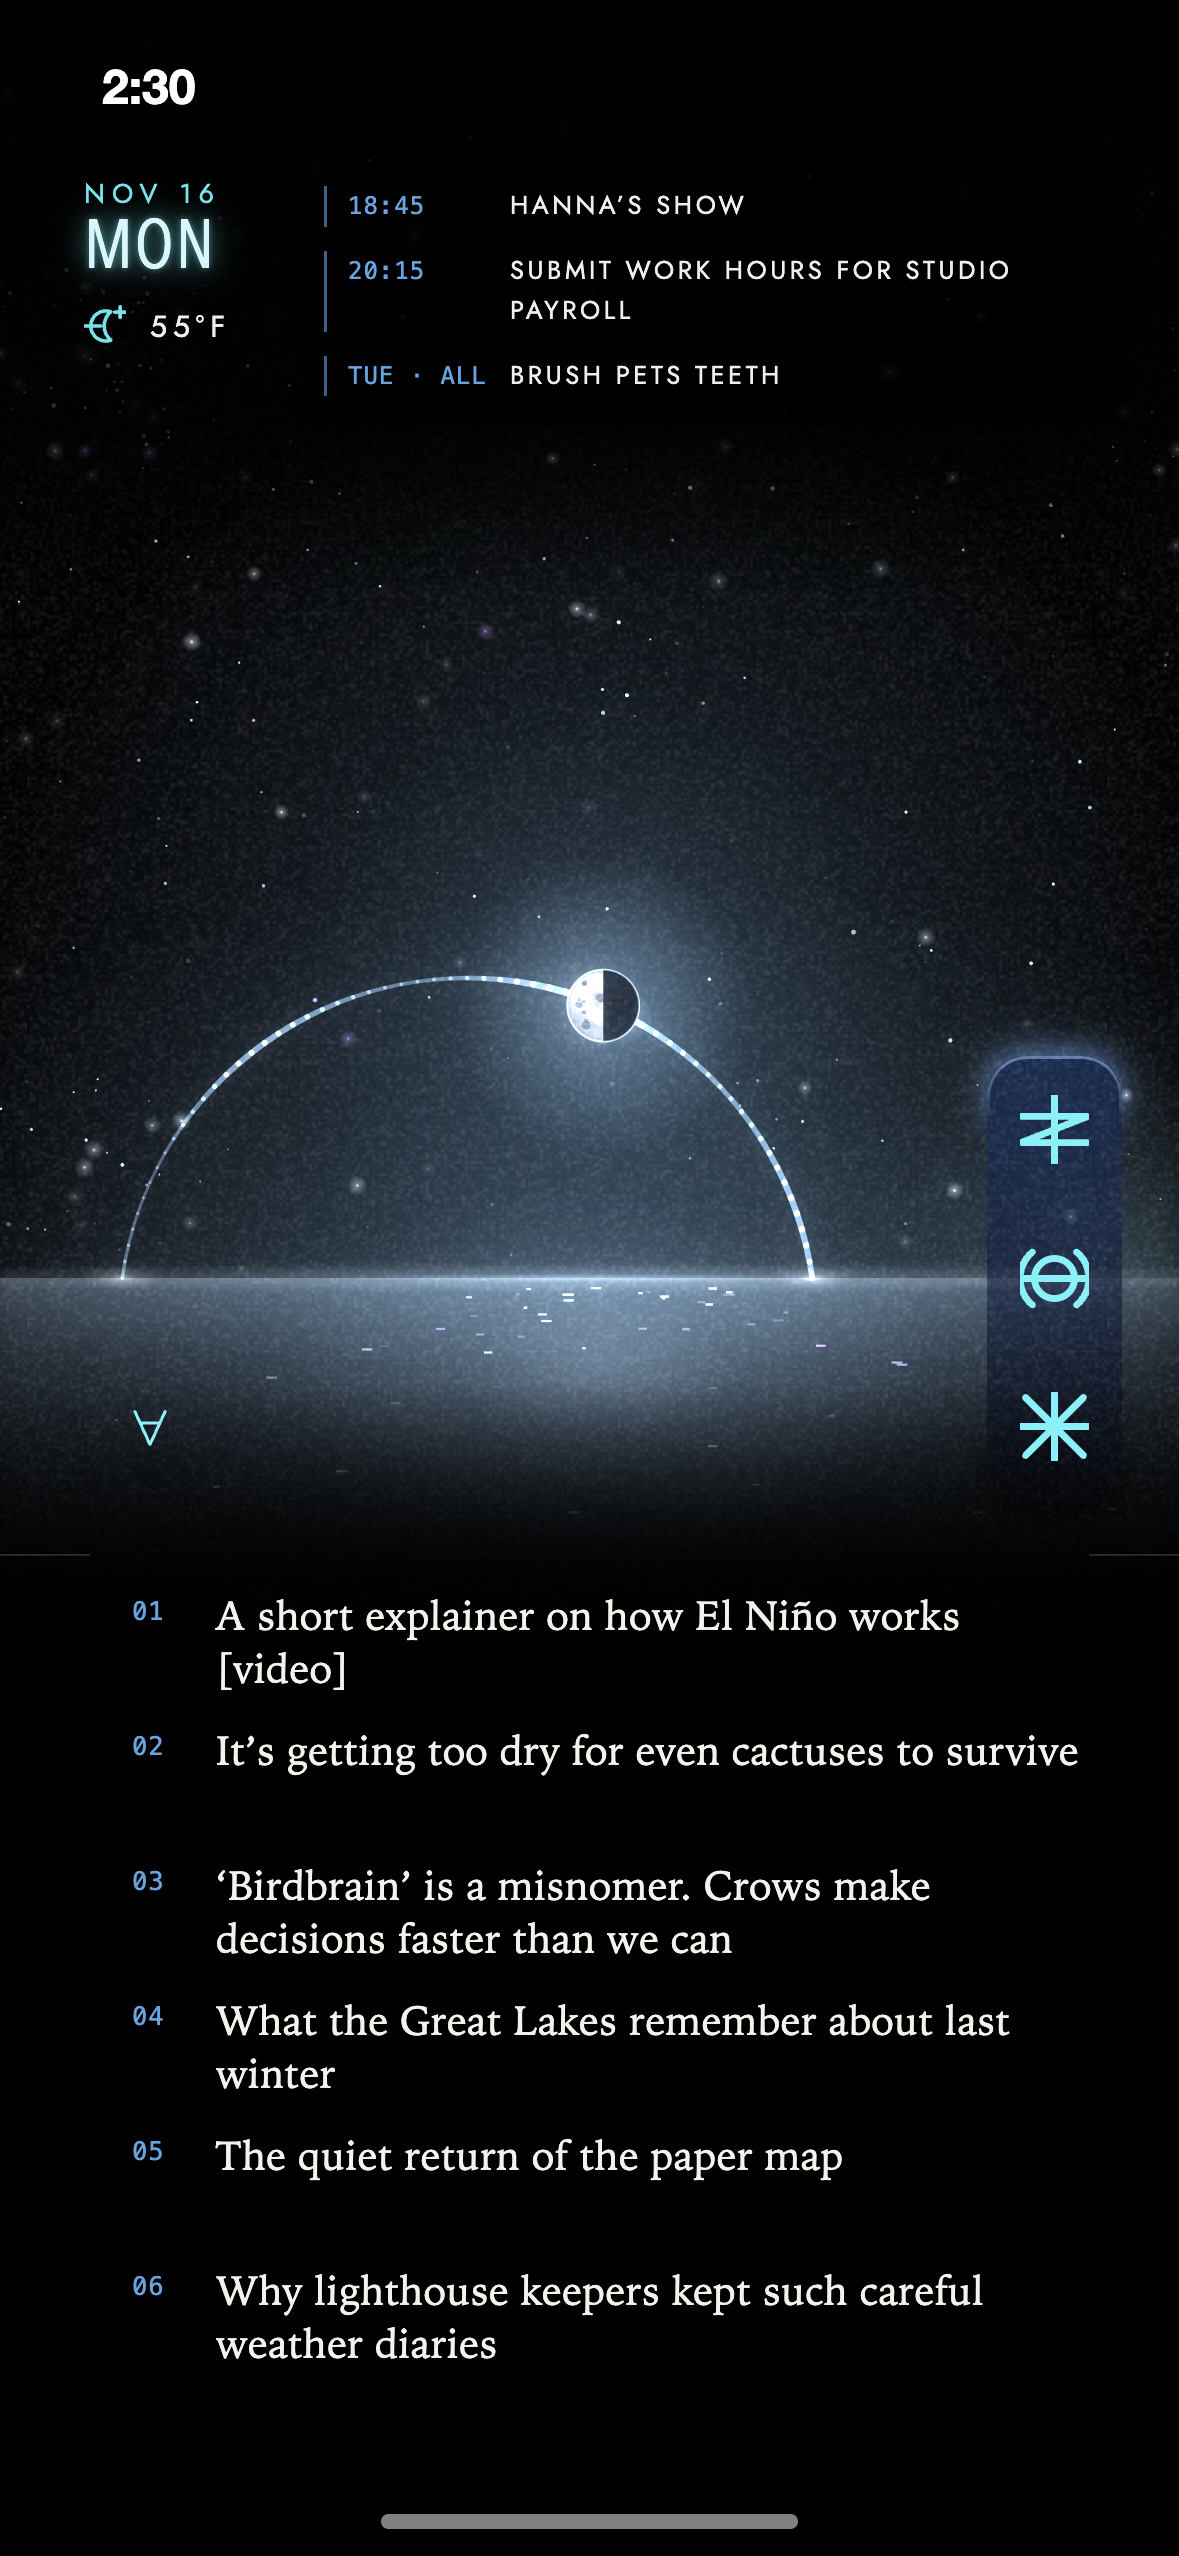 2:30
NOV 16
MON
55°F
18:45 HANNA’S SHOW
20:15 SUBMIT WORK HOURS FOR STUDIO
PAYROLL
TUE · ALL BRUSH PETS TEETH
01 A short explainer on how El Niño works
[video]
02 It’s getting too dry for even cactuses to survive
03 ‘Birdbrain’ is a misnomer. Crows make
decisions faster than we can
04 What the Great Lakes remember about last
winter
05 The quiet return of the paper map
06 Why lighthouse keepers kept such careful
weather diaries